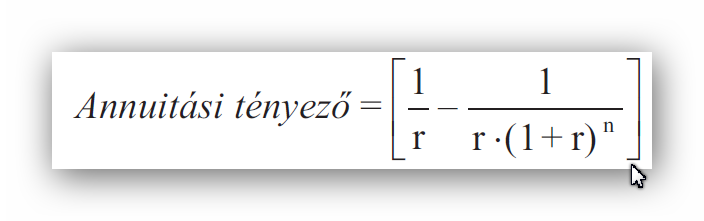 Annuitási tényező = [ 1/r − 1/(r·(1+r)ⁿ) ]